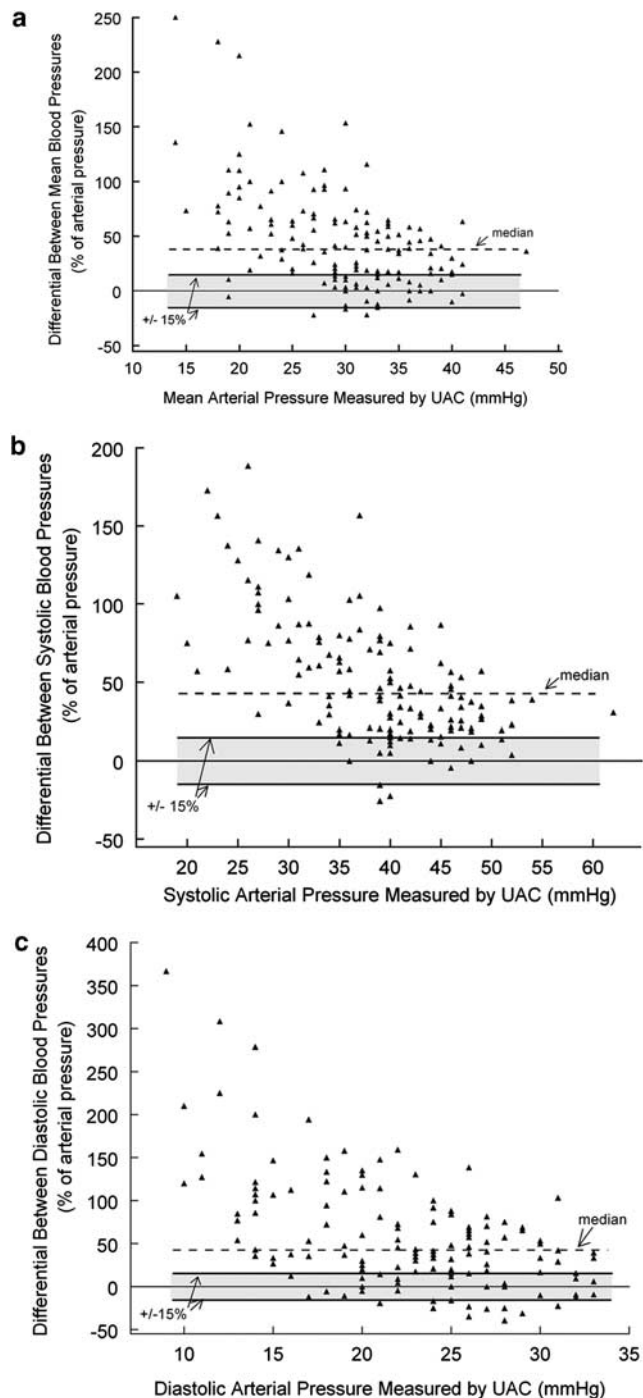 a
Differential Between Mean Blood Pressures
(% of arterial pressure)
250
200
150
100
50
0
-50
median
+/- 15%
10 15 20 25 30 35 40 45 50
Mean Arterial Pressure Measured by UAC (mmHg)
b
Differential Between Systolic Blood Pressures
(% of arterial pressure)
200
150
100
50
0
-50
median
+/- 15%
20 25 30 35 40 45 50 55 60
Systolic Arterial Pressure Measured by UAC (mmHg)
c
Differential Between Diastolic Blood Pressures
(% of arterial pressure)
400
350
300
250
200
150
100
50
0
-50
median
+/-15%
10 15 20 25 30 35
Diastolic Arterial Pressure Measured by UAC (mmHg)